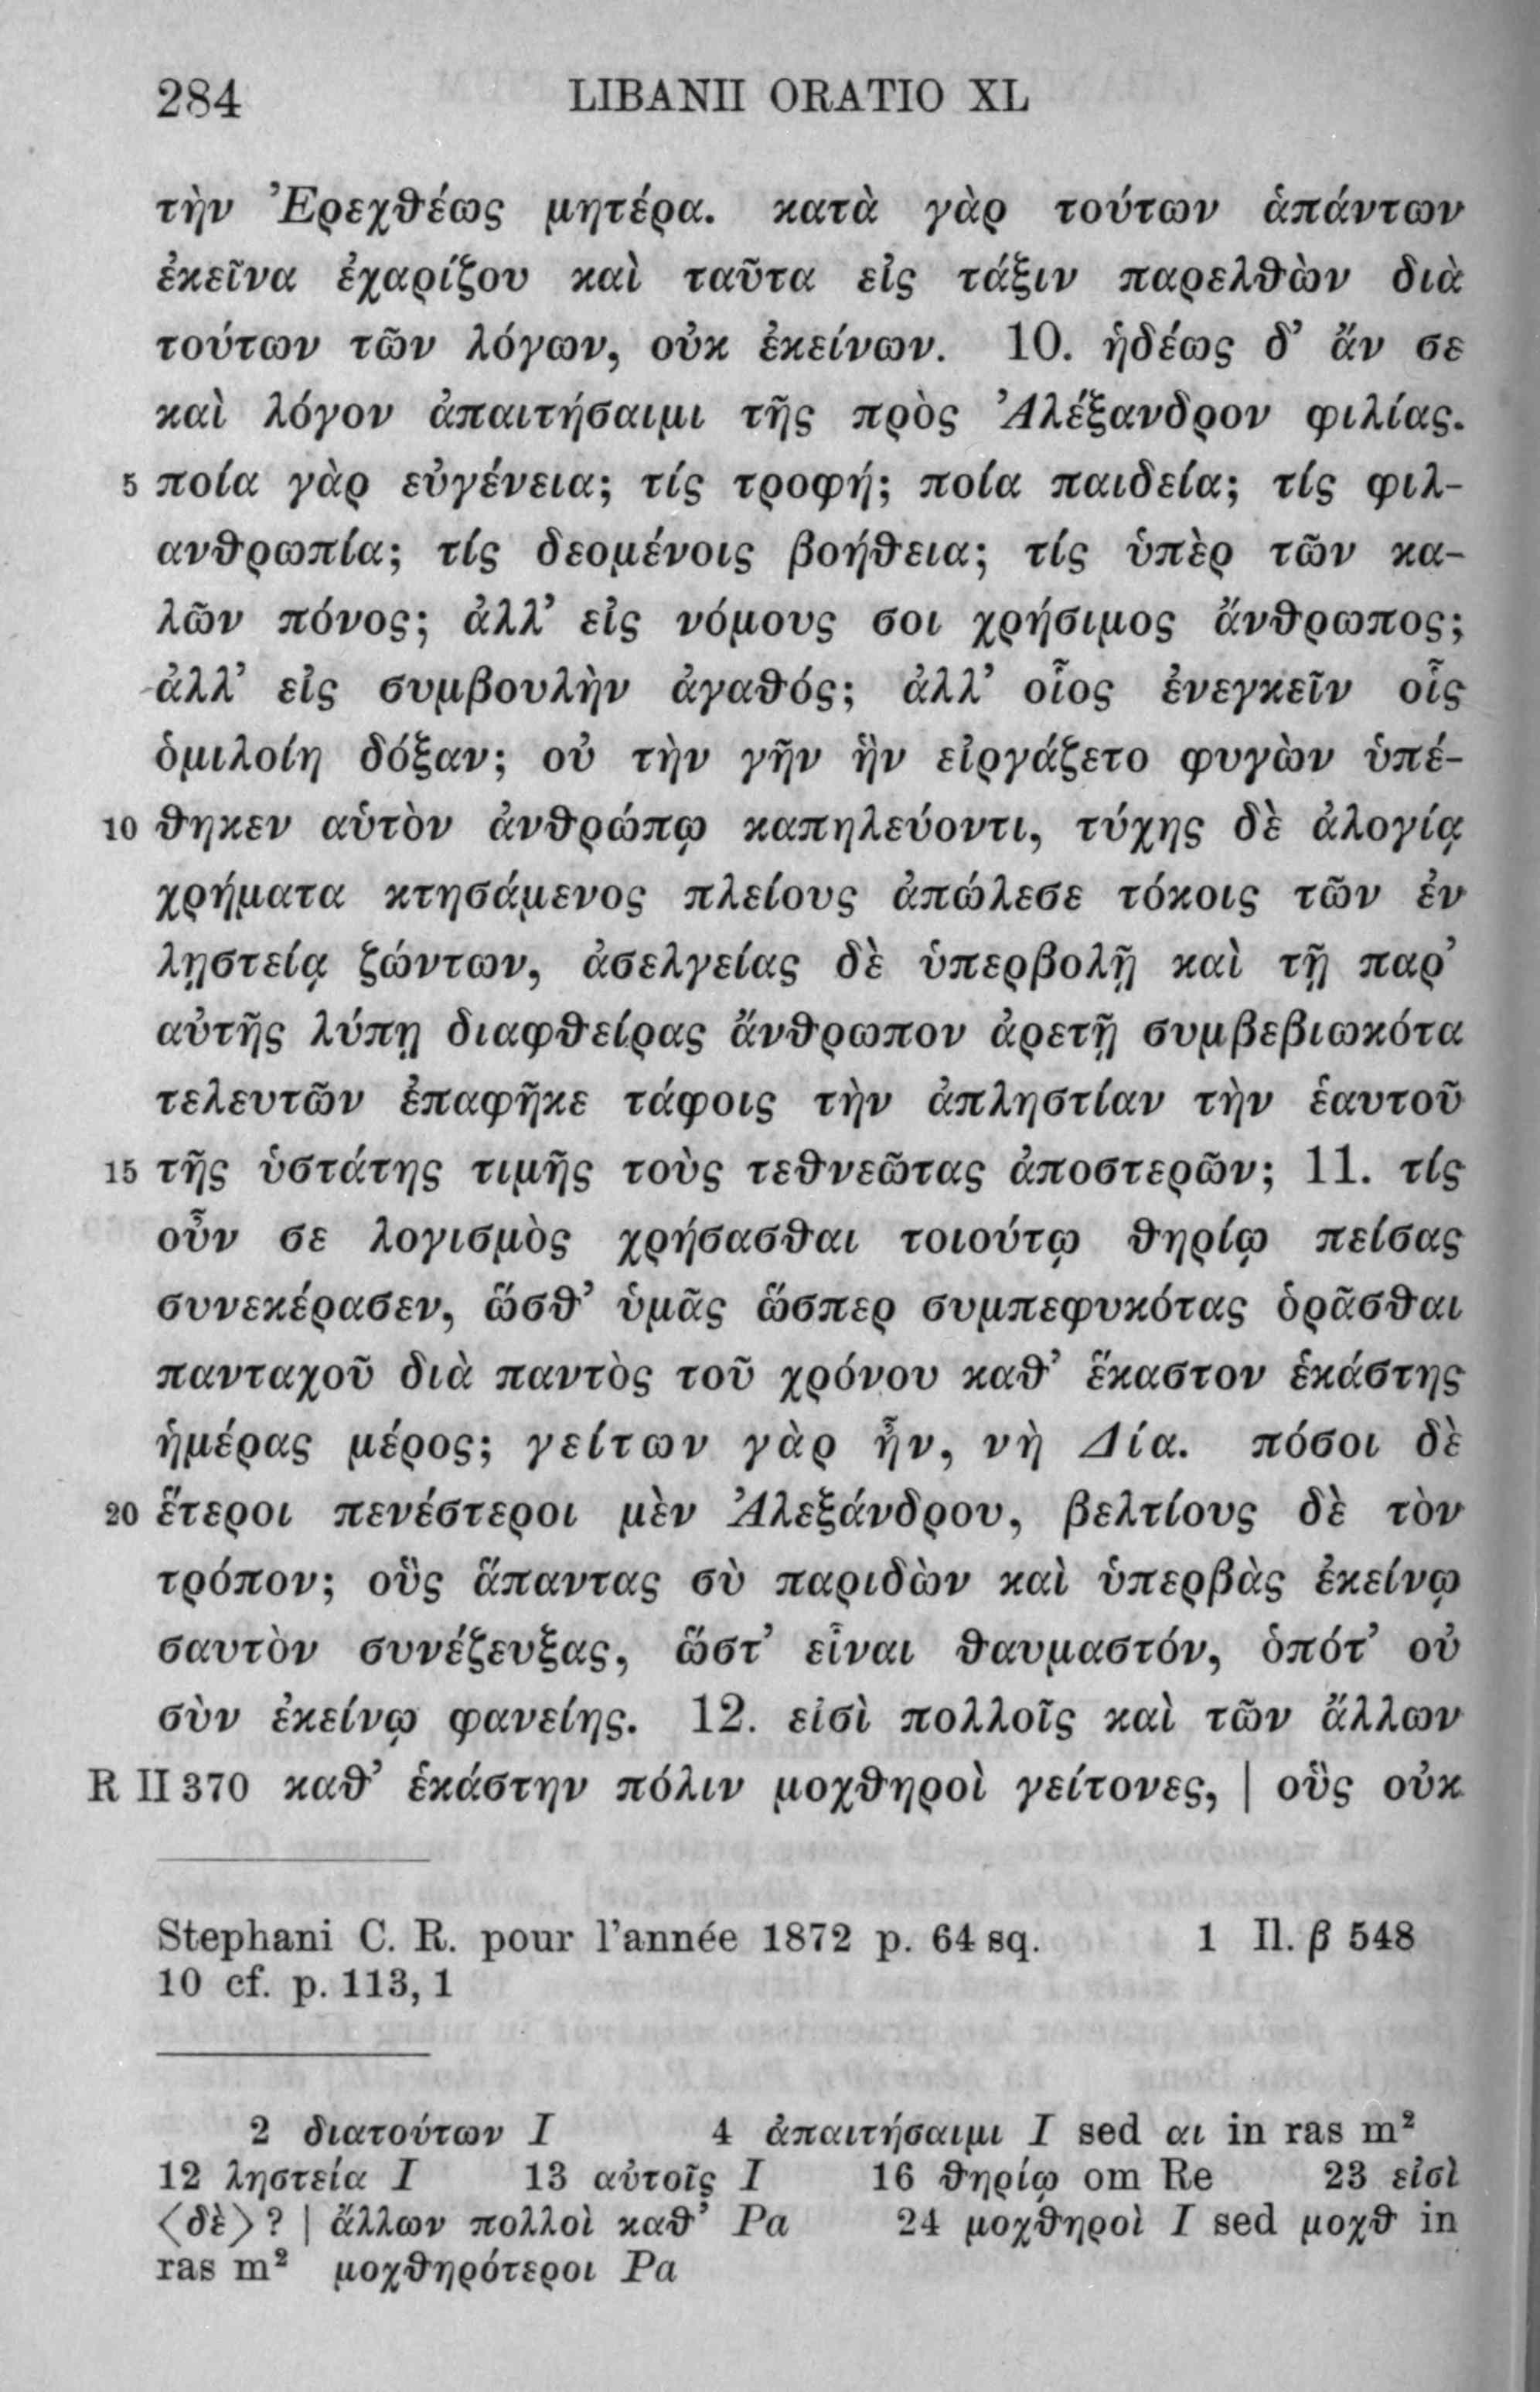 284 LIBANII ORATIO XL
τὴν Ἐρεχθέως μητέρα. κατὰ γὰρ τούτων ἁπάντων
ἐκεῖνα ἐχαρίζου καὶ ταῦτα εἰς τάξιν παρελθὼν διὰ
τούτων τῶν λόγων, οὐκ ἐκείνων. 10. ἡδέως δ’ ἄν σε
καὶ λόγον ἀπαιτήσαιμι τῆς πρὸς Ἀλέξανδρον φιλίας.
5 ποία γὰρ εὐγένεια; τίς τροφή; ποία παιδεία; τίς φιλ-
ανθρωπία; τίς δεομένοις βοήθεια; τίς ὑπὲρ τῶν κα-
λῶν πόνος; ἀλλ’ εἰς νόμους σοι χρήσιμος ἄνθρωπος;
ἀλλ’ εἰς συμβουλὴν ἀγαθός; ἀλλ’ οἷος ἐνεγκεῖν οἷς
ὁμιλοίη δόξαν; οὐ τὴν γῆν ἣν εἰργάζετο φυγὼν ὑπέ-
10 θηκεν αὑτὸν ἀνθρώπῳ καπηλεύοντι, τύχης δὲ ἀλογίᾳ
χρήματα κτησάμενος πλείους ἀπώλεσε τόκοις τῶν ἐν
λῃστείᾳ ζώντων, ἀσελγείας δὲ ὑπερβολῇ καὶ τῇ παρ’
αὐτῆς λύπῃ διαφθείρας ἄνθρωπον ἀρετῇ συμβεβιωκότα
τελευτῶν ἐπαφῆκε τάφοις τὴν ἀπληστίαν τὴν ἑαυτοῦ
15 τῆς ὑστάτης τιμῆς τοὺς τεθνεῶτας ἀποστερῶν; 11. τίς
οὖν σε λογισμὸς χρήσασθαι τοιούτῳ θηρίῳ πείσας
συνεκέρασεν, ὥσθ’ ὑμᾶς ὥσπερ συμπεφυκότας ὁρᾶσθαι
πανταχοῦ διὰ παντὸς τοῦ χρόνου καθ’ ἕκαστον ἑκάστης
ἡμέρας μέρος; γείτων γὰρ ἦν, νὴ Δία. πόσοι δὲ
20 ἕτεροι πενέστεροι μὲν Ἀλεξάνδρου, βελτίους δὲ τὸν
τρόπον; οὓς ἅπαντας σὺ παριδὼν καὶ ὑπερβὰς ἐκείνῳ
σαυτὸν συνέζευξας, ὥστ’ εἶναι θαυμαστόν, ὁπότ’ οὐ
σὺν ἐκείνῳ φανείης. 12. εἰσὶ πολλοῖς καὶ τῶν ἄλλων
R II 370 καθ’ ἑκάστην πόλιν μοχθηροὶ γείτονες, | οὓς οὐκ
Stephani C. R. pour l’année 1872 p. 64 sq. 1 Il. β 548
10 cf. p. 113, 1
2 διατούτων I 4 ἀπαιτήσαιμι I sed αι in ras m²
12 λῃστεία I 13 αὐτοῖς I 16 θηρίῳ om Re 23 εἰσὶ
⟨δὲ⟩ ? | ἄλλων πολλοὶ καθ’ Pa 24 μοχθηροὶ I sed μοχθ in
ras m² μοχθηρότεροι Pa